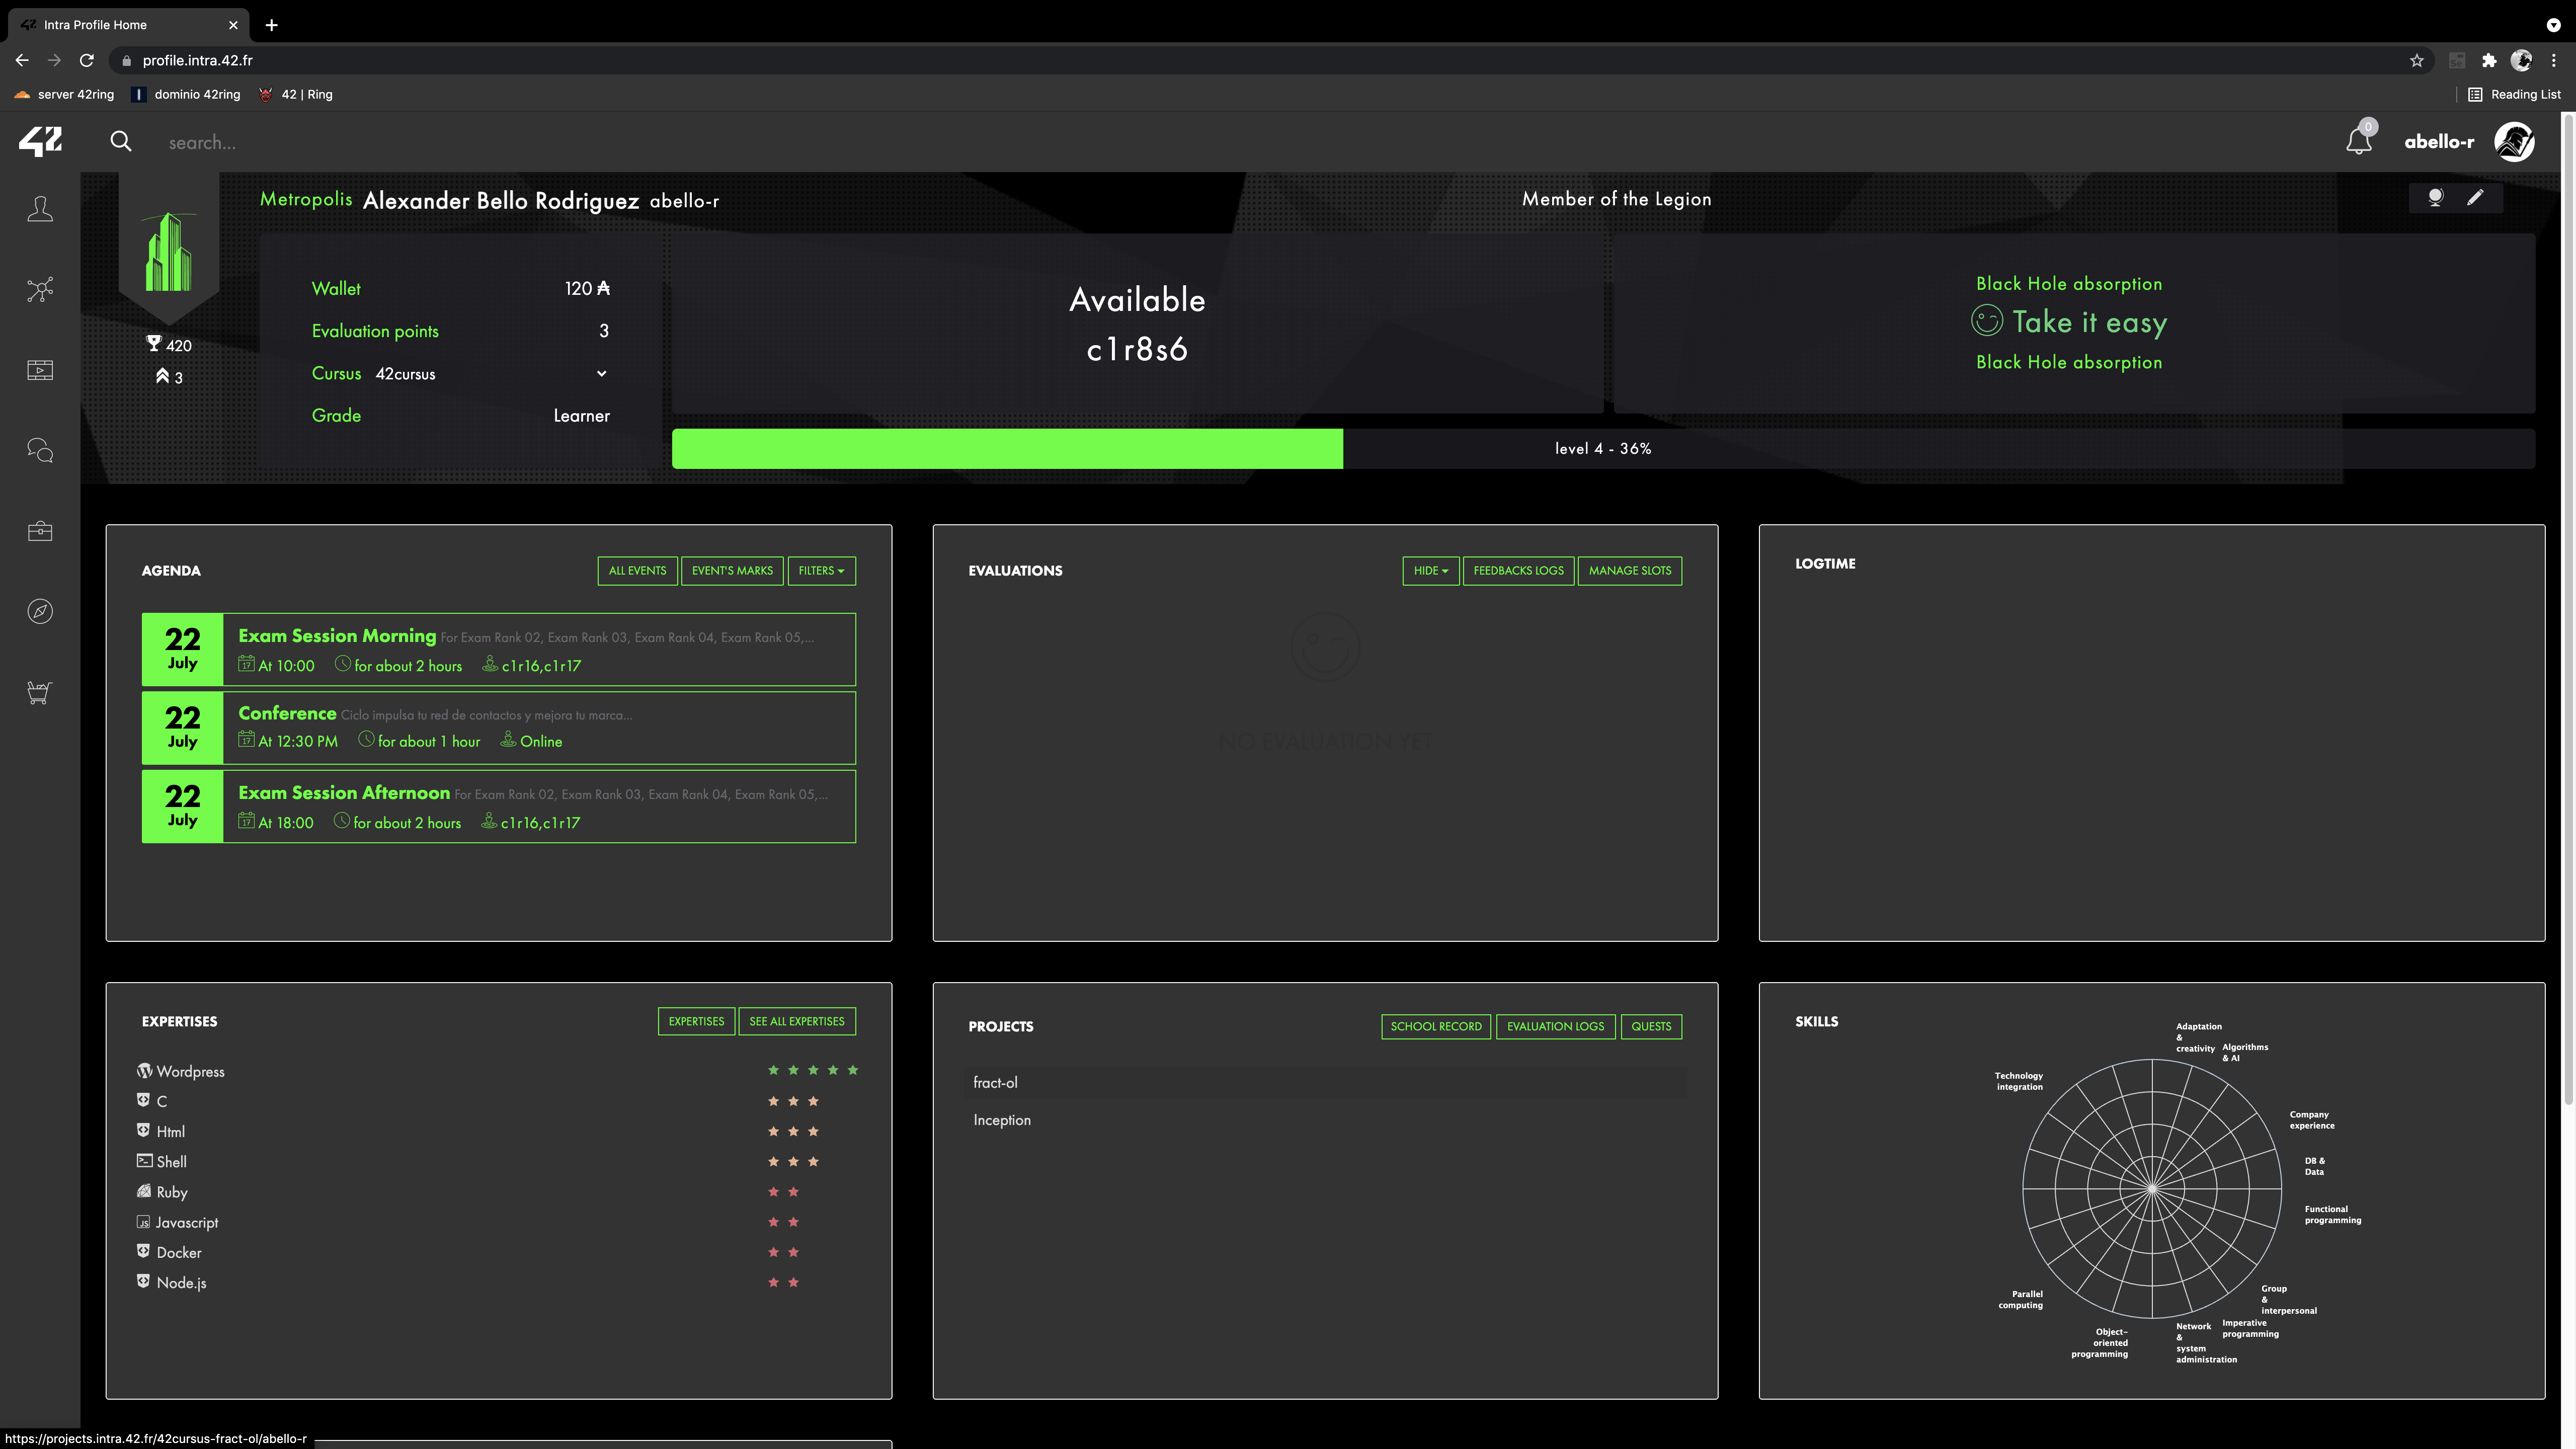 Intra Profile Home
profile.intra.42.fr
server 42ring
dominio 42ring
42 | Ring
Reading List
42
search...
0
abello-r
Metropolis Alexander Bello Rodriguez abello-r
Member of the Legion
420
3
Wallet 120 ₳
Evaluation points 3
Cursus 42cursus
Grade Learner
Available
c1r8s6
Black Hole absorption
Take it easy
Black Hole absorption
level 4 - 36%
AGENDA
ALL EVENTS
EVENT'S MARKS
FILTERS
22
July
Exam Session Morning For Exam Rank 02, Exam Rank 03, Exam Rank 04, Exam Rank 05,...
17 At 10:00 for about 2 hours c1r16,c1r17
22
July
Conference Ciclo impulsa tu red de contactos y mejora tu marca...
17 At 12:30 PM for about 1 hour Online
22
July
Exam Session Afternoon For Exam Rank 02, Exam Rank 03, Exam Rank 04, Exam Rank 05,...
17 At 18:00 for about 2 hours c1r16,c1r17
EVALUATIONS
HIDE
FEEDBACKS LOGS
MANAGE SLOTS
NO EVALUATION YET
LOGTIME
EXPERTISES
EXPERTISES
SEE ALL EXPERTISES
Wordpress
C
Html
Shell
Ruby
Javascript
Docker
Node.js
PROJECTS
SCHOOL RECORD
EVALUATION LOGS
QUESTS
fract-ol
Inception
SKILLS
Adaptation
&
creativity
Algorithms
& AI
Technology
integration
Company
experience
DB &
Data
Functional
programming
Group
&
interpersonal
Imperative
programming
Network
&
system
administration
Object-
oriented
programming
Parallel
computing
https://projects.intra.42.fr/42cursus-fract-ol/abello-r